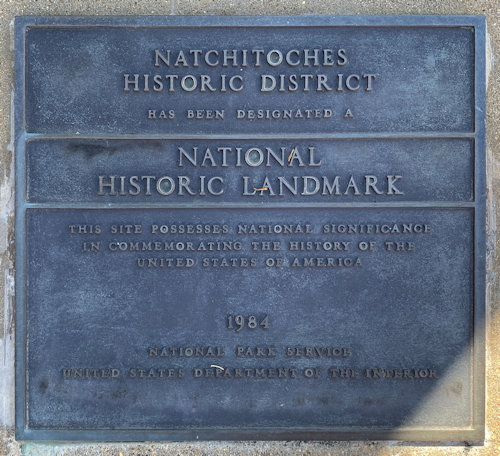 NATCHITOCHES
HISTORIC DISTRICT
HAS BEEN DESIGNATED A
NATIONAL
HISTORIC LANDMARK
THIS SITE POSSESSES NATIONAL SIGNIFICANCE
IN COMMEMORATING THE HISTORY OF THE
UNITED STATES OF AMERICA
1984
NATIONAL PARK SERVICE
UNITED STATES DEPARTMENT OF THE INTERIOR